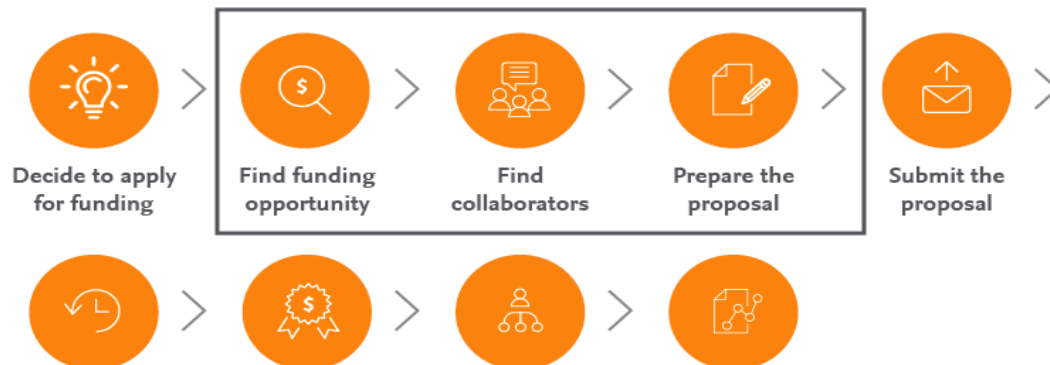 $
Decide to apply
for funding
Find funding
opportunity
Find
collaborators
Prepare the
proposal
Submit the
proposal
$